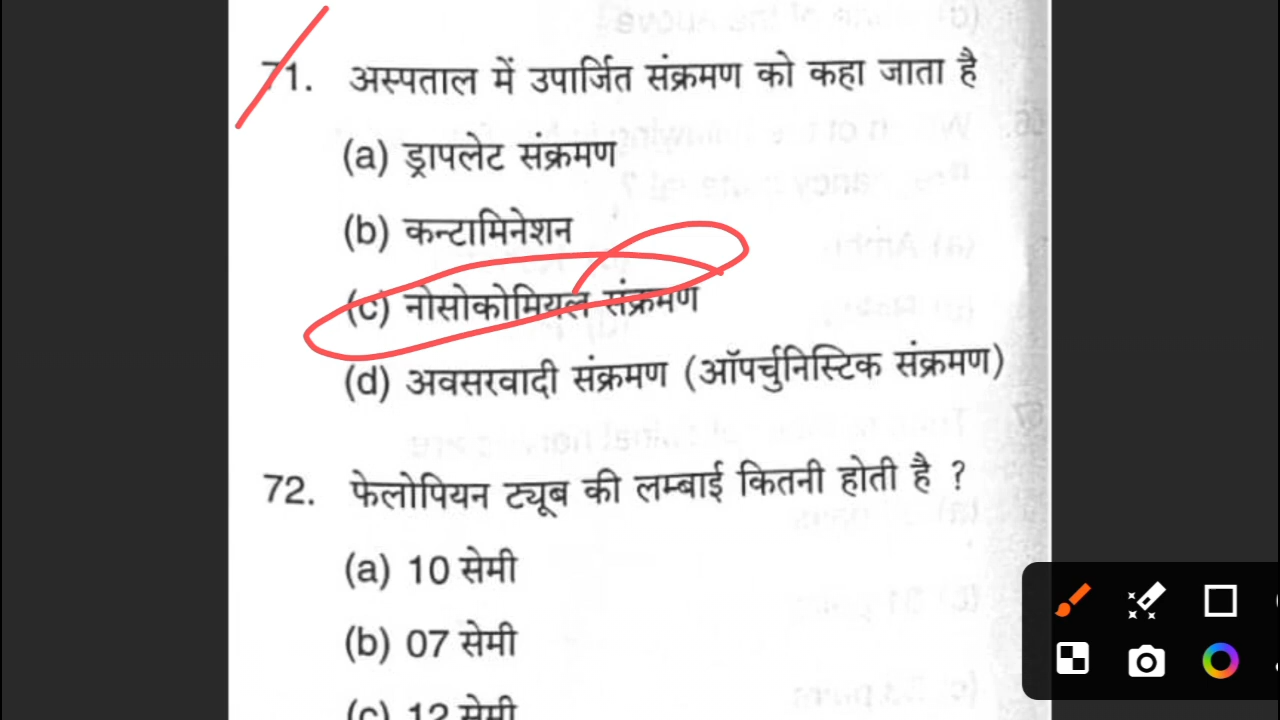 71. अस्पताल में उपार्जित संक्रमण को कहा जाता है
(a) ड्रापलेट संक्रमण
(b) कन्टामिनेशन
(c) नोसोकोमियल संक्रमण
(d) अवसरवादी संक्रमण (ऑपर्चुनिस्टिक संक्रमण)
72. फेलोपियन ट्यूब की लम्बाई कितनी होती है ?
(a) 10 सेमी
(b) 07 सेमी
(c) 12 सेमी